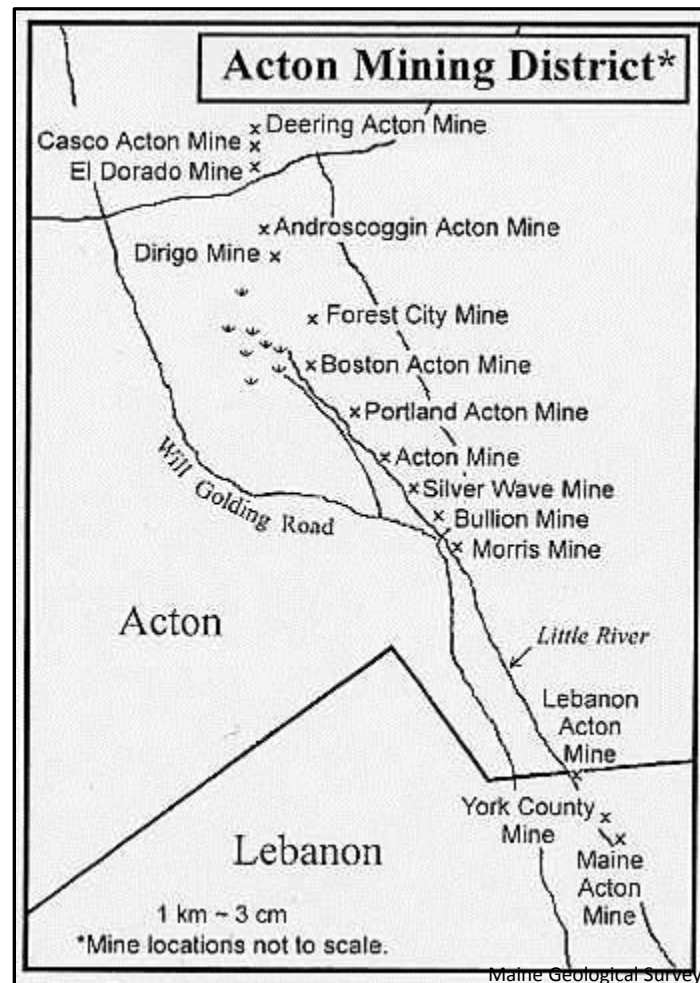 Acton Mining District*
Deering Acton Mine
Casco Acton Mine
El Dorado Mine
Androscoggin Acton Mine
Dirigo Mine
Forest City Mine
Boston Acton Mine
Portland Acton Mine
Acton Mine
Silver Wave Mine
Will Golding Road
Bullion Mine
Morris Mine
Acton
Little River
Lebanon
Acton
Mine
York County
Mine
Lebanon
Maine
Acton
Mine
1 km ~ 3 cm
*Mine locations not to scale.
Maine Geological Survey